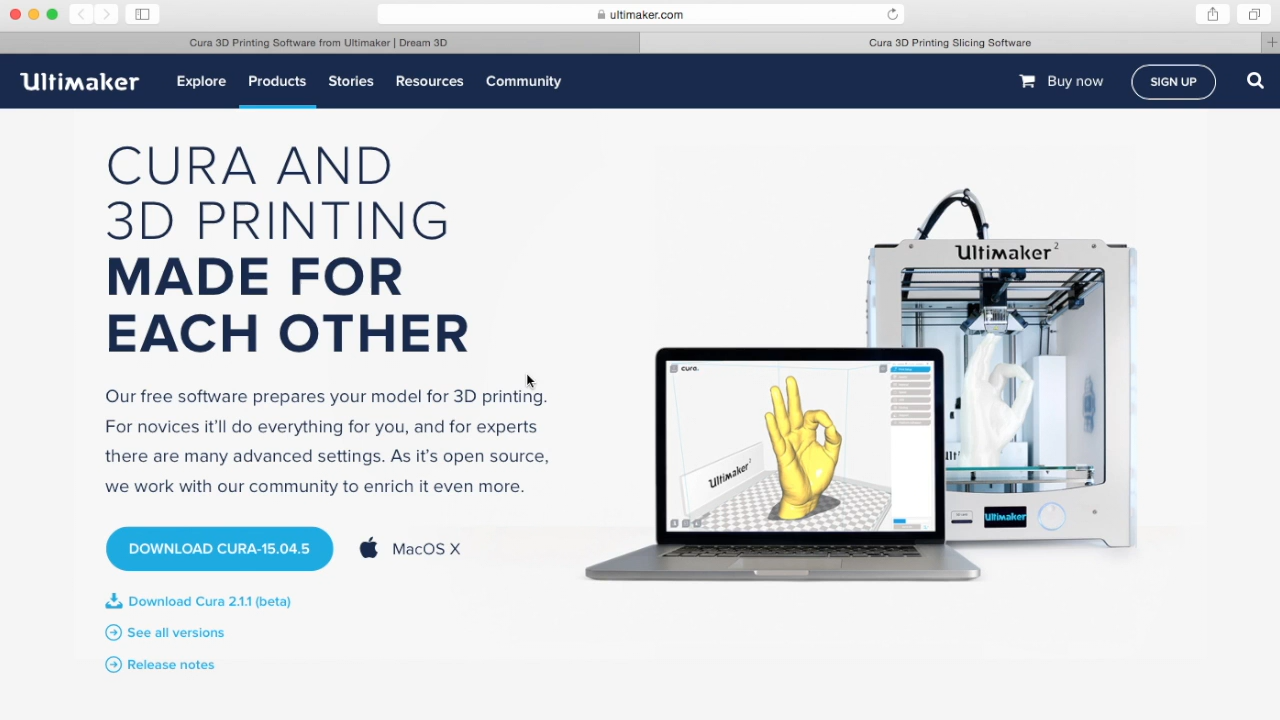 ultimaker.com
Cura 3D Printing Software from Ultimaker | Dream 3D
Cura 3D Printing Slicing Software
Ultimaker
Explore
Products
Stories
Resources
Community
Buy now
SIGN UP
CURA AND
3D PRINTING
MADE FOR
EACH OTHER
Our free software prepares your model for 3D printing.
For novices it'll do everything for you, and for experts
there are many advanced settings. As it's open source,
we work with our community to enrich it even more.
DOWNLOAD CURA-15.04.5
MacOS X
Download Cura 2.1.1 (beta)
See all versions
Release notes
Ultimaker 2
cura.
Ultimaker 2
Ultimaker